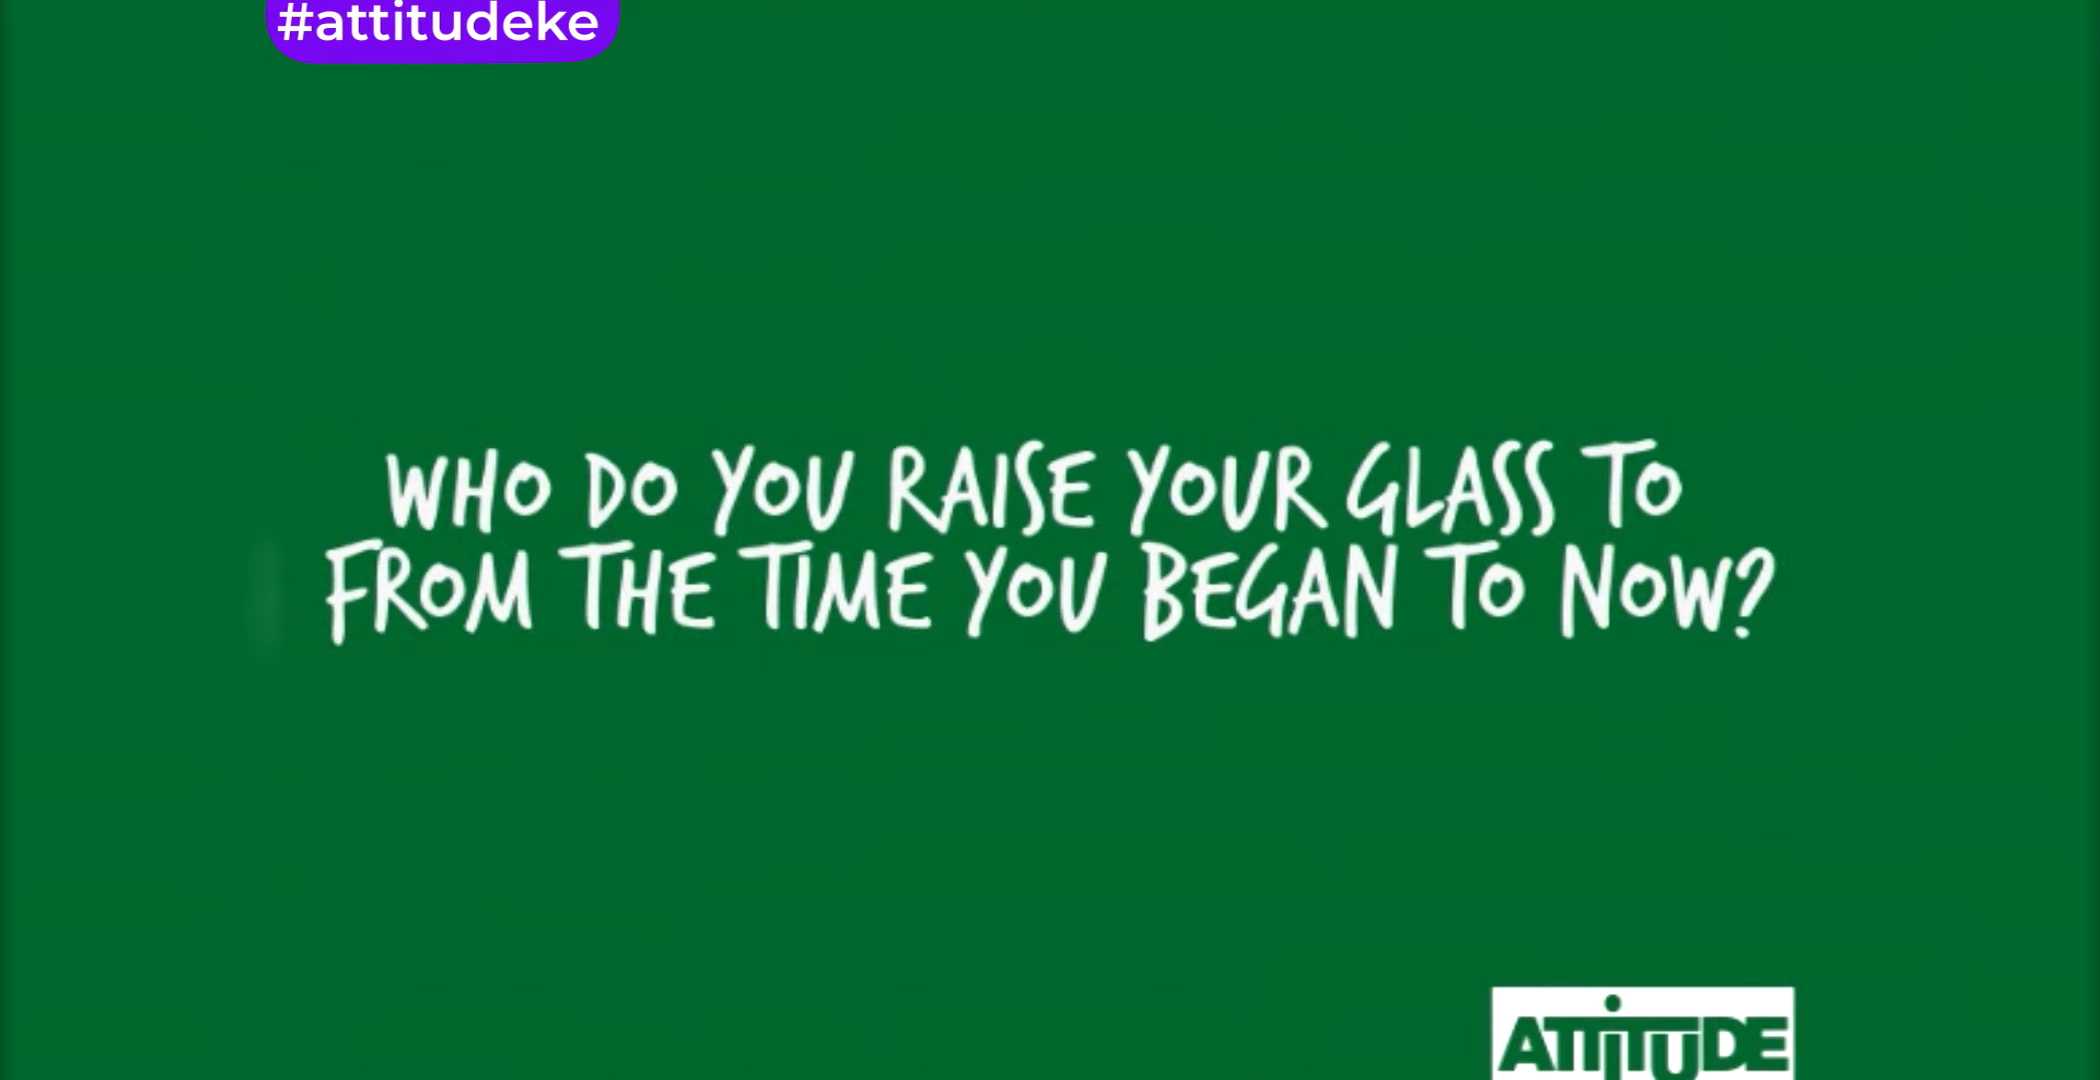 #attitudeke
WHO DO YOU RAISE YOUR GLASS TO
FROM THE TIME YOU BEGAN TO NOW?
ATTiTUDE